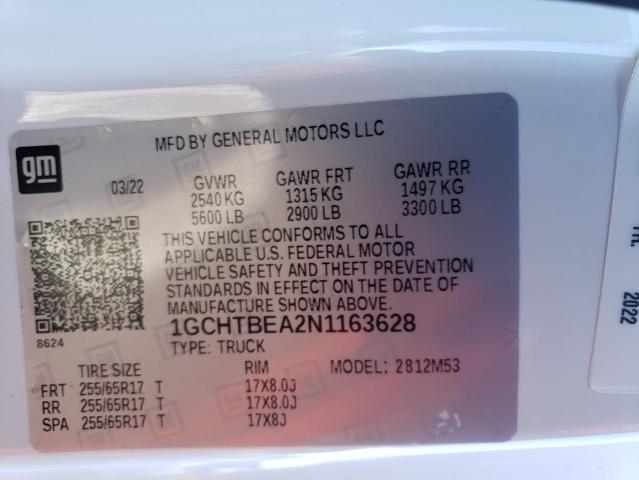 MFD BY GENERAL MOTORS LLC
gm
03/22 GVWR GAWR FRT GAWR RR
2540 KG 1315 KG 1497 KG
5600 LB 2900 LB 3300 LB
THIS VEHICLE CONFORMS TO ALL
APPLICABLE U.S. FEDERAL MOTOR
VEHICLE SAFETY AND THEFT PREVENTION
STANDARDS IN EFFECT ON THE DATE OF
MANUFACTURE SHOWN ABOVE.
1GCHTBEA2N1163628
8624 TYPE: TRUCK
TIRE SIZE RIM MODEL: 2812M53
FRT 255/65R17 T 17X8.0J
RR 255/65R17 T 17X8.0J
SPA 255/65R17 T 17X8J
2022